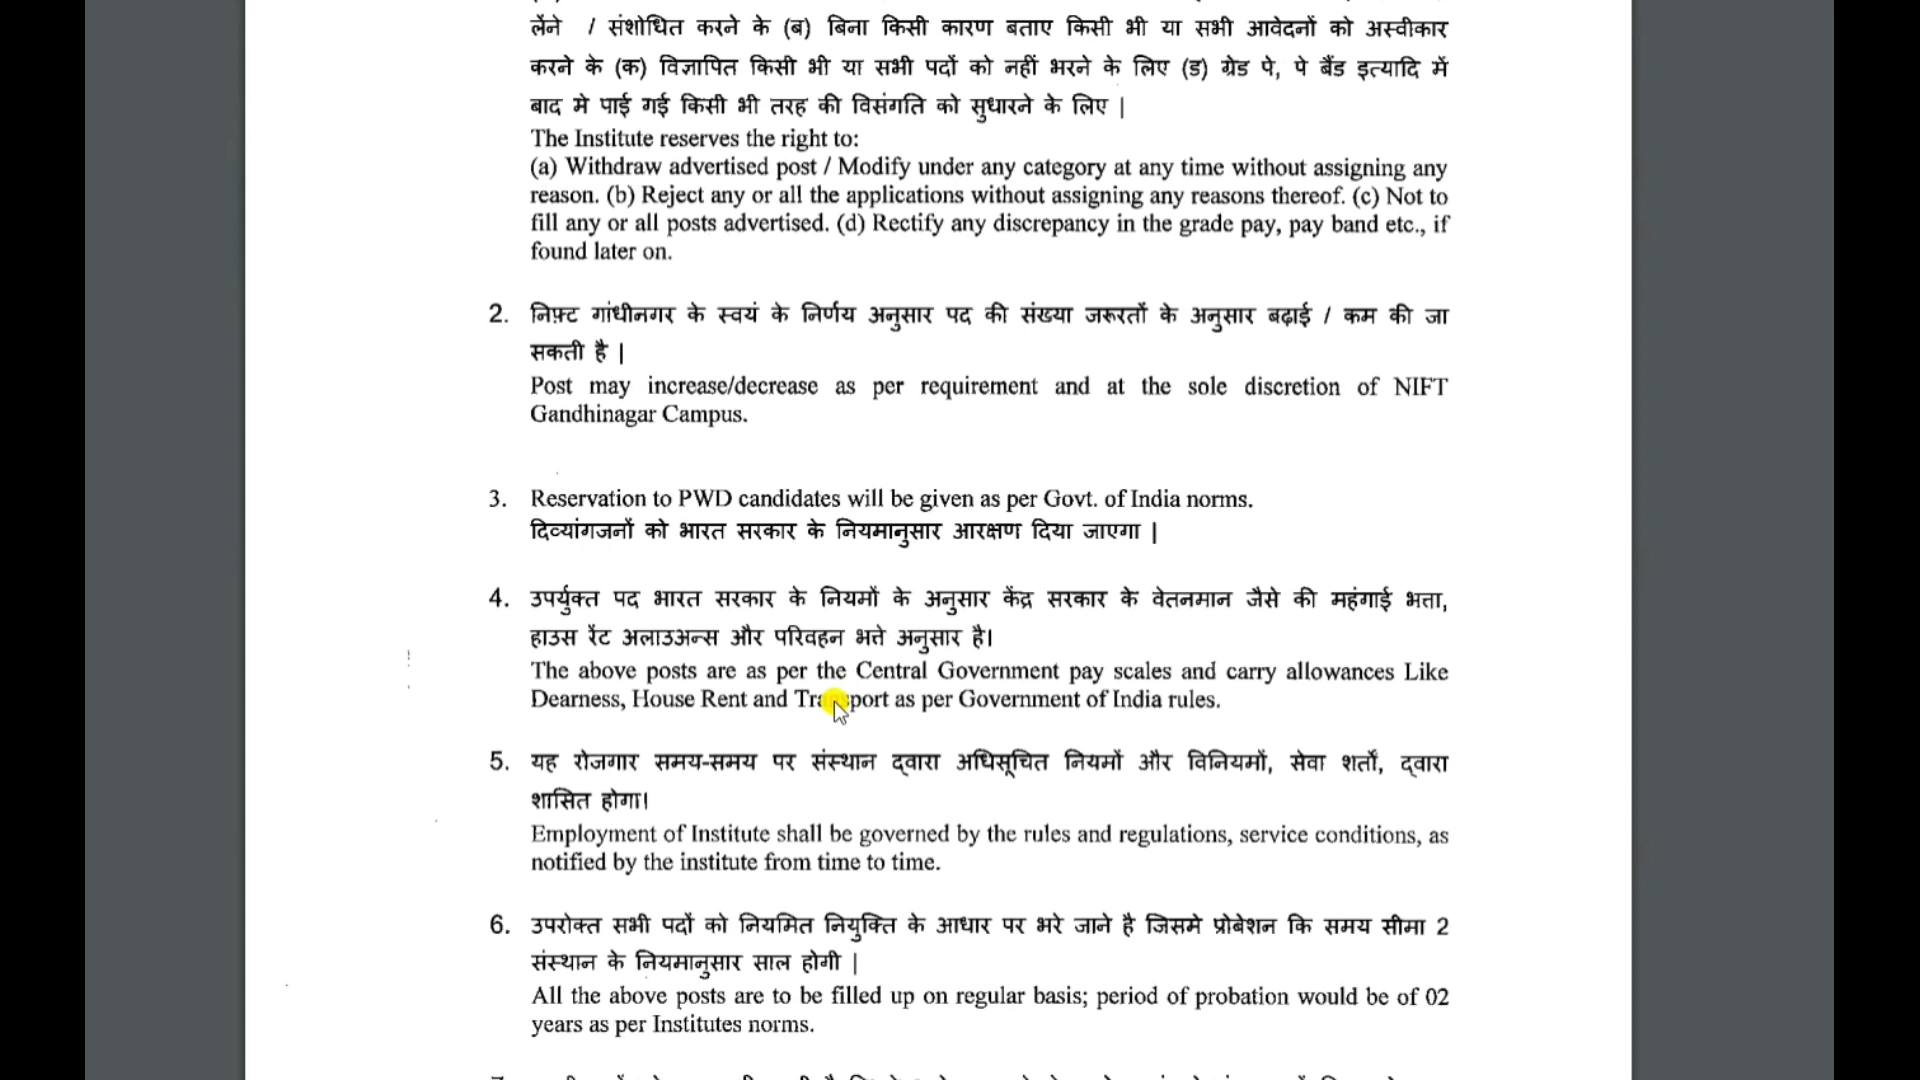 लेंने / संशोधित करने के (ब) बिना किसी कारण बताए किसी भी या सभी आवेदनों को अस्वीकार
करने के (क) विज्ञापित किसी भी या सभी पदों को नहीं भरने के लिए (ड) ग्रेड पे, पे बैंड इत्यादि में
बाद मे पाई गई किसी भी तरह की विसंगति को सुधारने के लिए |
The Institute reserves the right to:
(a) Withdraw advertised post / Modify under any category at any time without assigning any
reason. (b) Reject any or all the applications without assigning any reasons thereof. (c) Not to
fill any or all posts advertised. (d) Rectify any discrepancy in the grade pay, pay band etc., if
found later on.
2. निफ़्ट गांधीनगर के स्वयं के निर्णय अनुसार पद की संख्या जरूरतों के अनुसार बढ़ाई / कम की जा
सकती है |
Post may increase/decrease as per requirement and at the sole discretion of NIFT
Gandhinagar Campus.
3. Reservation to PWD candidates will be given as per Govt. of India norms.
दिव्यांगजनों को भारत सरकार के नियमानुसार आरक्षण दिया जाएगा |
4. उपर्युक्त पद भारत सरकार के नियमों के अनुसार केंद्र सरकार के वेतनमान जैसे की महंगाई भत्ता,
हाउस रेंट अलाउअन्स और परिवहन भत्ते अनुसार है।
The above posts are as per the Central Government pay scales and carry allowances Like
Dearness, House Rent and Transport as per Government of India rules.
5. यह रोजगार समय-समय पर संस्थान द्वारा अधिसूचित नियमों और विनियमों, सेवा शर्तों, द्वारा
शासित होगा।
Employment of Institute shall be governed by the rules and regulations, service conditions, as
notified by the institute from time to time.
6. उपरोक्त सभी पदों को नियमित नियुक्ति के आधार पर भरे जाने है जिसमे प्रोबेशन कि समय सीमा 2
संस्थान के नियमानुसार साल होगी |
All the above posts are to be filled up on regular basis; period of probation would be of 02
years as per Institutes norms.